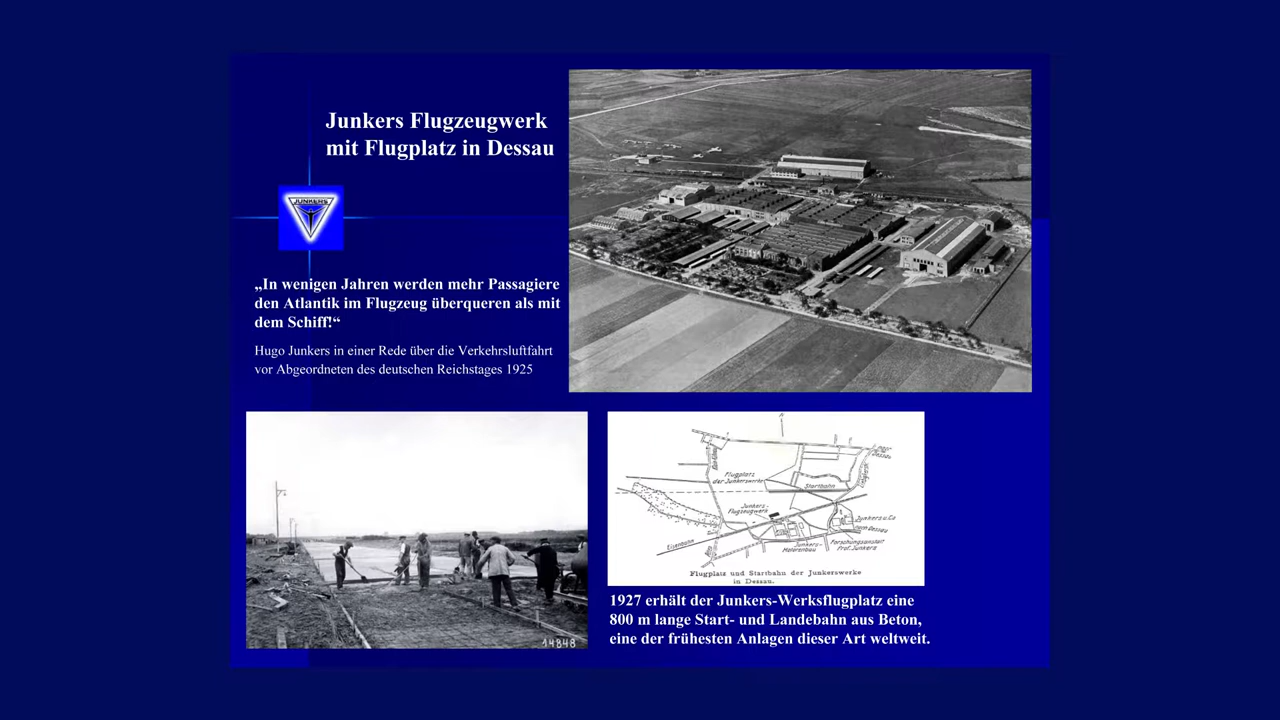 Junkers Flugzeugwerk
mit Flugplatz in Dessau
JUNKERS
„In wenigen Jahren werden mehr Passagiere
den Atlantik im Flugzeug überqueren als mit
dem Schiff!“
Hugo Junkers in einer Rede über die Verkehrsluftfahrt
vor Abgeordneten des deutschen Reichstages 1925
14848
N
Dessau
Flugplatz
der Junkerswerke
Startbahn
Junkers-
Flugzeugwerk
Junkers u. Co
Eisenbahn
Junkers-
Motorenbau
Forschungsanstalt
Prof. Junkers
Flugplatz und Startbahn der Junkerswerke
in Dessau.
1927 erhält der Junkers-Werksflugplatz eine
800 m lange Start- und Landebahn aus Beton,
eine der frühesten Anlagen dieser Art weltweit.